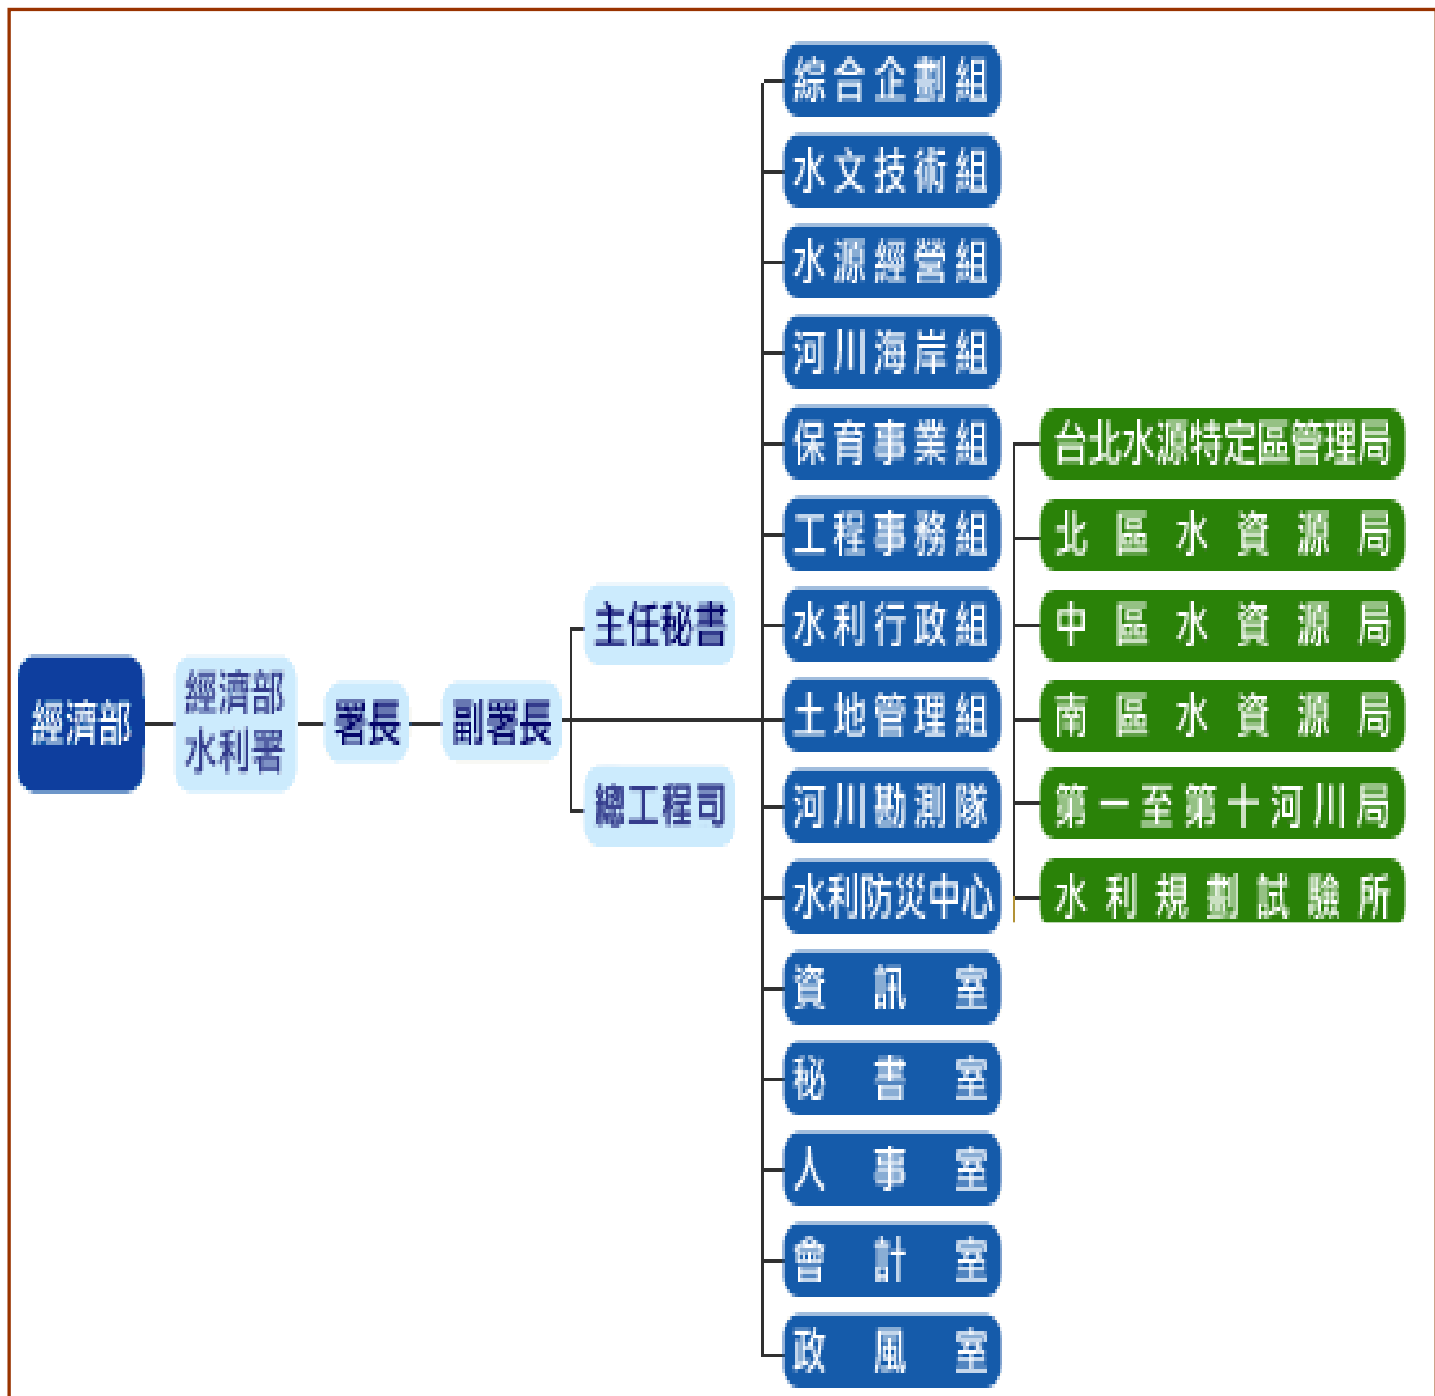 經濟部
經濟部
水利署
署長
副署長
主任秘書
總工程司
綜合企劃組
水文技術組
水源經營組
河川海岸組
保育事業組
工程事務組
水利行政組
土地管理組
河川勘測隊
水利防災中心
資訊室
秘書室
人事室
會計室
政風室
台北水源特定區管理局
北區水資源局
中區水資源局
南區水資源局
第一至第十河川局
水利規劃試驗所